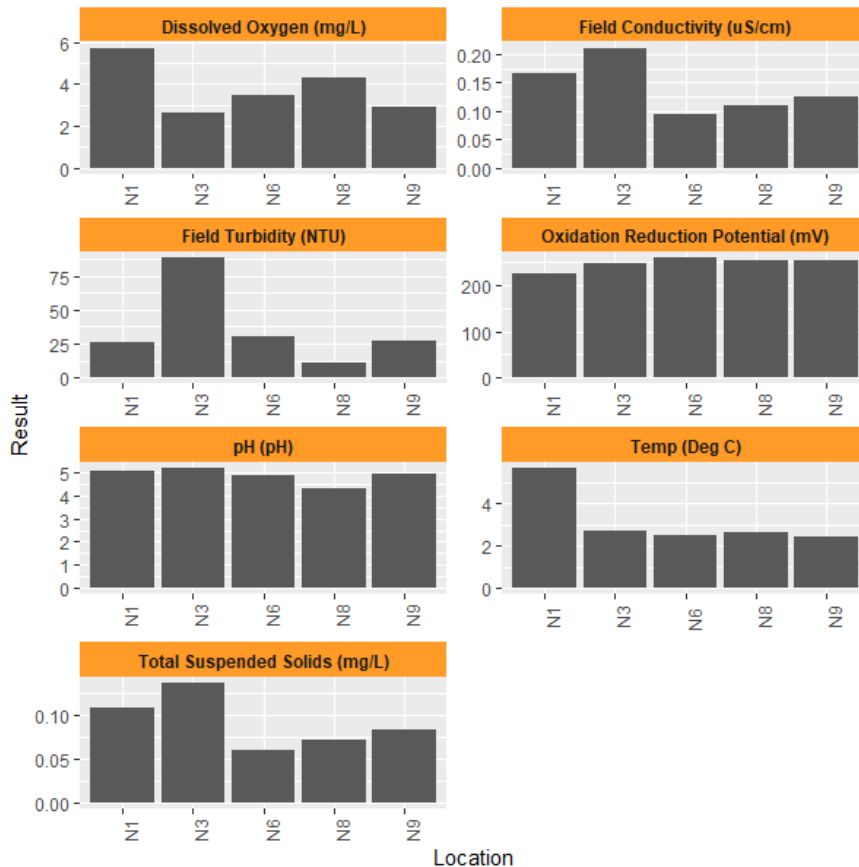 Dissolved Oxygen (mg/L)
6
4
2
0
N1 N3 N6 N8 N9
Field Conductivity (uS/cm)
0.20
0.15
0.10
0.05
0.00
N1 N3 N6 N8 N9
Field Turbidity (NTU)
75
50
25
0
N1 N3 N6 N8 N9
Oxidation Reduction Potential (mV)
200
100
0
N1 N3 N6 N8 N9
pH (pH)
5
4
3
2
1
0
N1 N3 N6 N8 N9
Temp (Deg C)
4
2
0
N1 N3 N6 N8 N9
Total Suspended Solids (mg/L)
0.10
0.05
0.00
N1 N3 N6 N8 N9
Result
Location